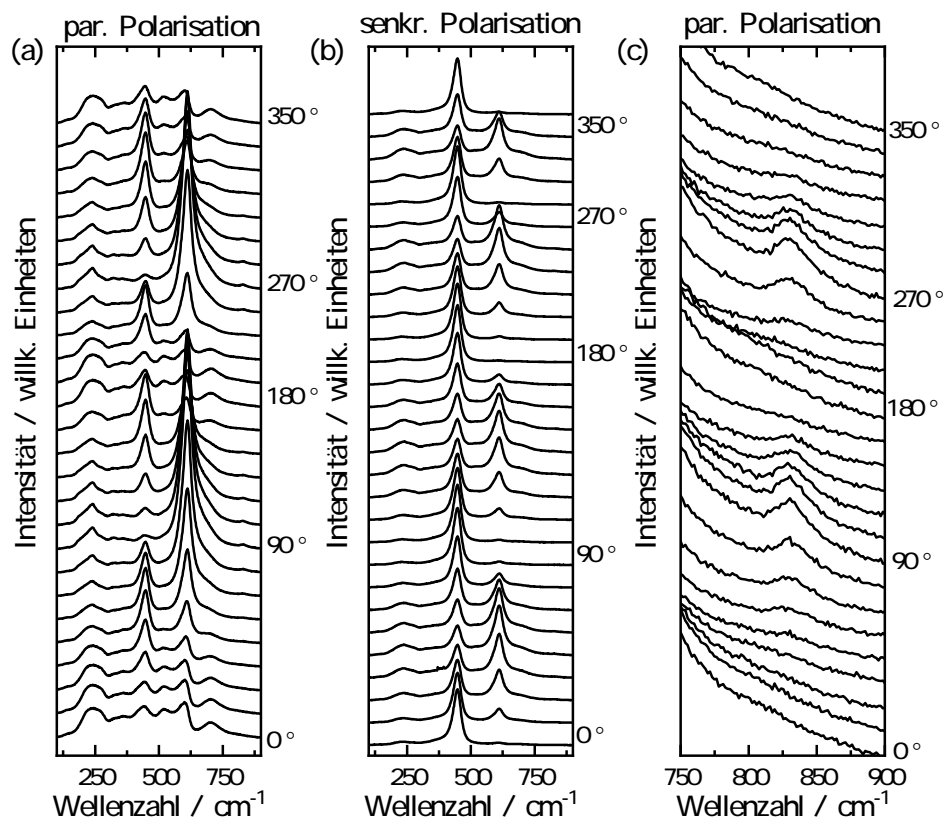 par. Polarisation
senkr. Polarisation
par. Polarisation
(a)
(b)
(c)
Intensität / willk. Einheiten
350°
270°
180°
90°
0°
250
500
750
Wellenzahl / cm⁻¹
Intensität / willk. Einheiten
350°
270°
180°
90°
0°
250
500
750
Wellenzahl / cm⁻¹
Intensität / willk. Einheiten
350°
270°
180°
90°
0°
750
800
850
900
Wellenzahl / cm⁻¹